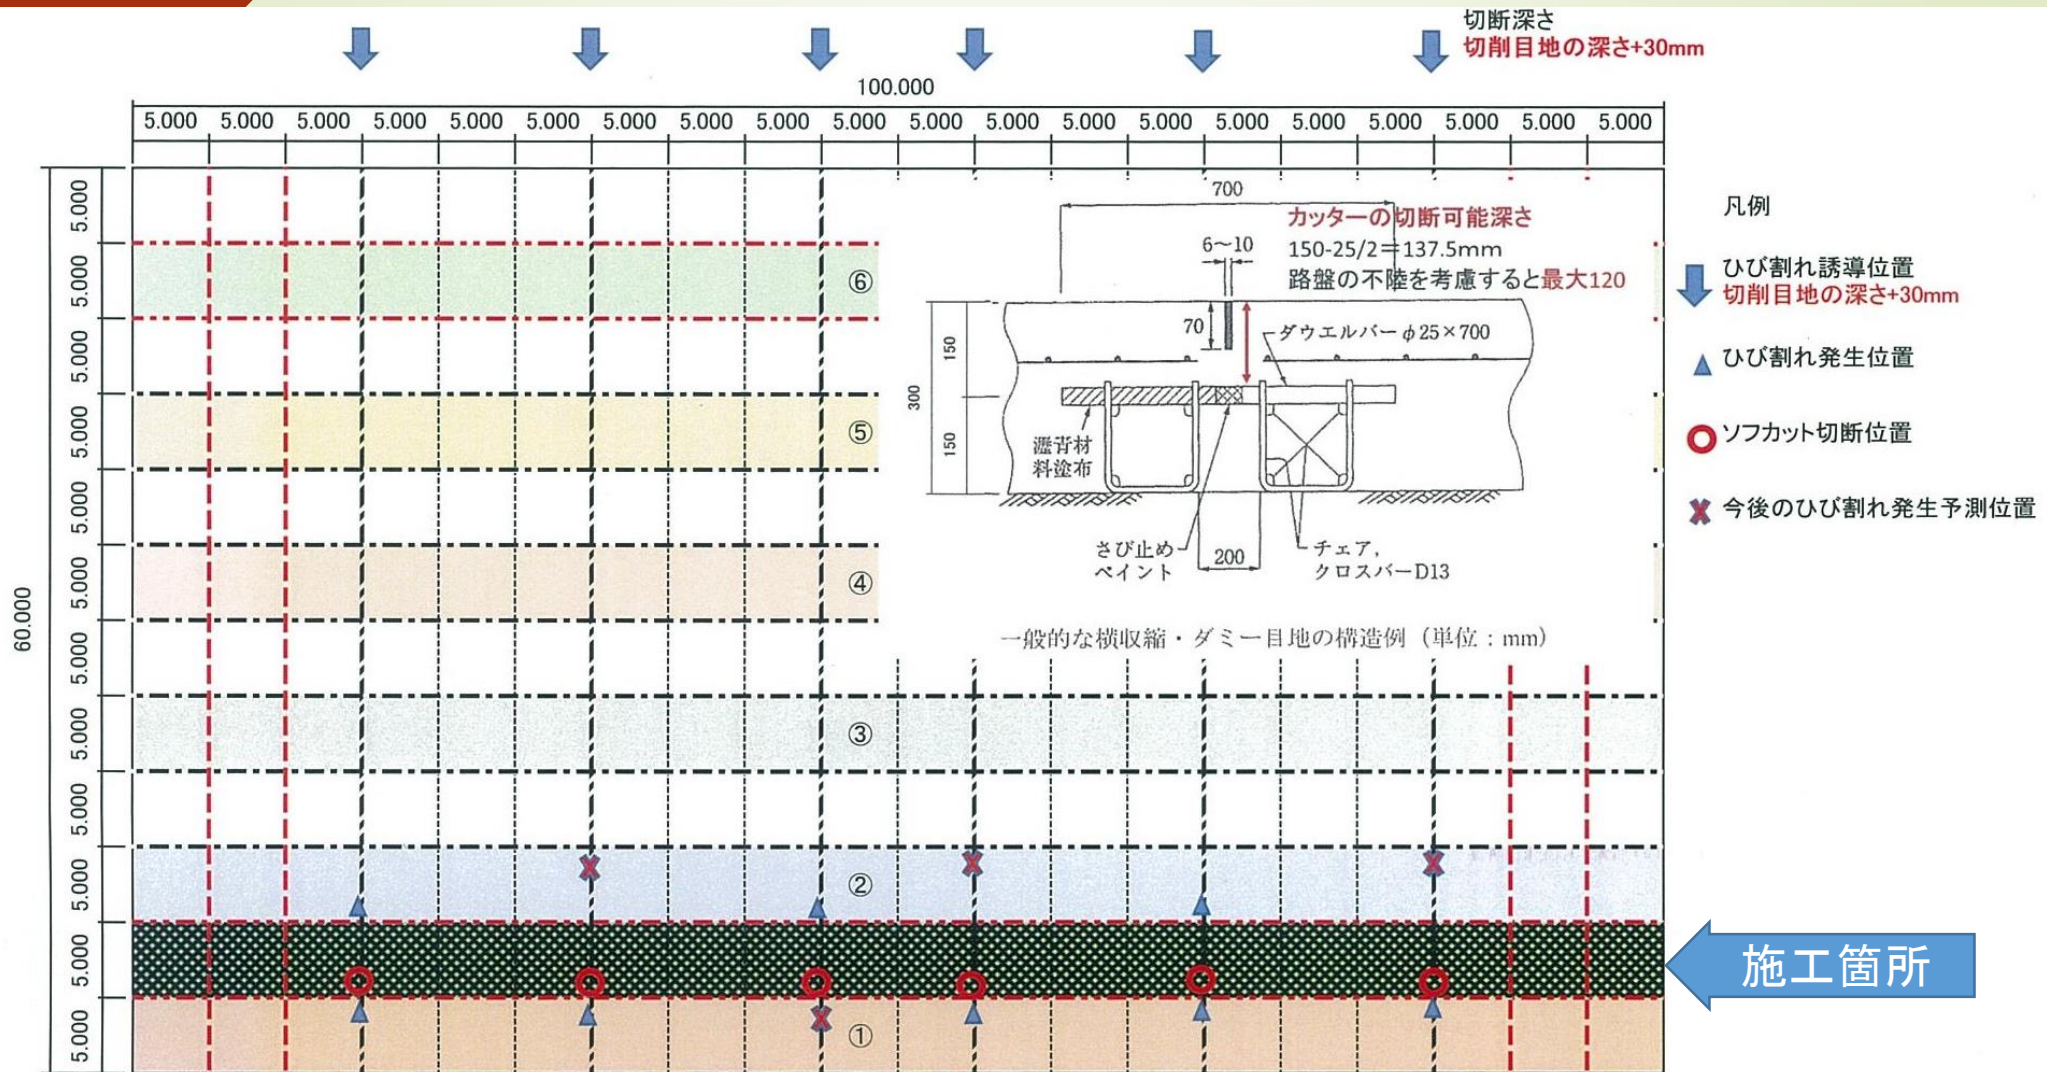 切断深さ
切削目地の深さ+30mm
100.000
5.000 5.000 5.000 5.000 5.000 5.000 5.000 5.000 5.000 5.000 5.000 5.000 5.000 5.000 5.000 5.000 5.000 5.000 5.000 5.000
60.000
5.000
5.000
5.000
5.000
5.000
5.000
5.000
5.000
5.000
5.000
5.000
5.000
⑥
⑤
④
③
②
①
700
カッターの切断可能深さ
6～10
150-25/2=137.5mm
路盤の不陸を考慮すると最大120
70
ダウエルバーφ25×700
150
300
150
瀝青材
料塗布
さび止め
ペイント
200
チェア,
クロスバーD13
一般的な横収縮・ダミー目地の構造例（単位：mm）
凡例
ひび割れ誘導位置
切削目地の深さ+30mm
ひび割れ発生位置
ソフカット切断位置
今後のひび割れ発生予測位置
施工箇所